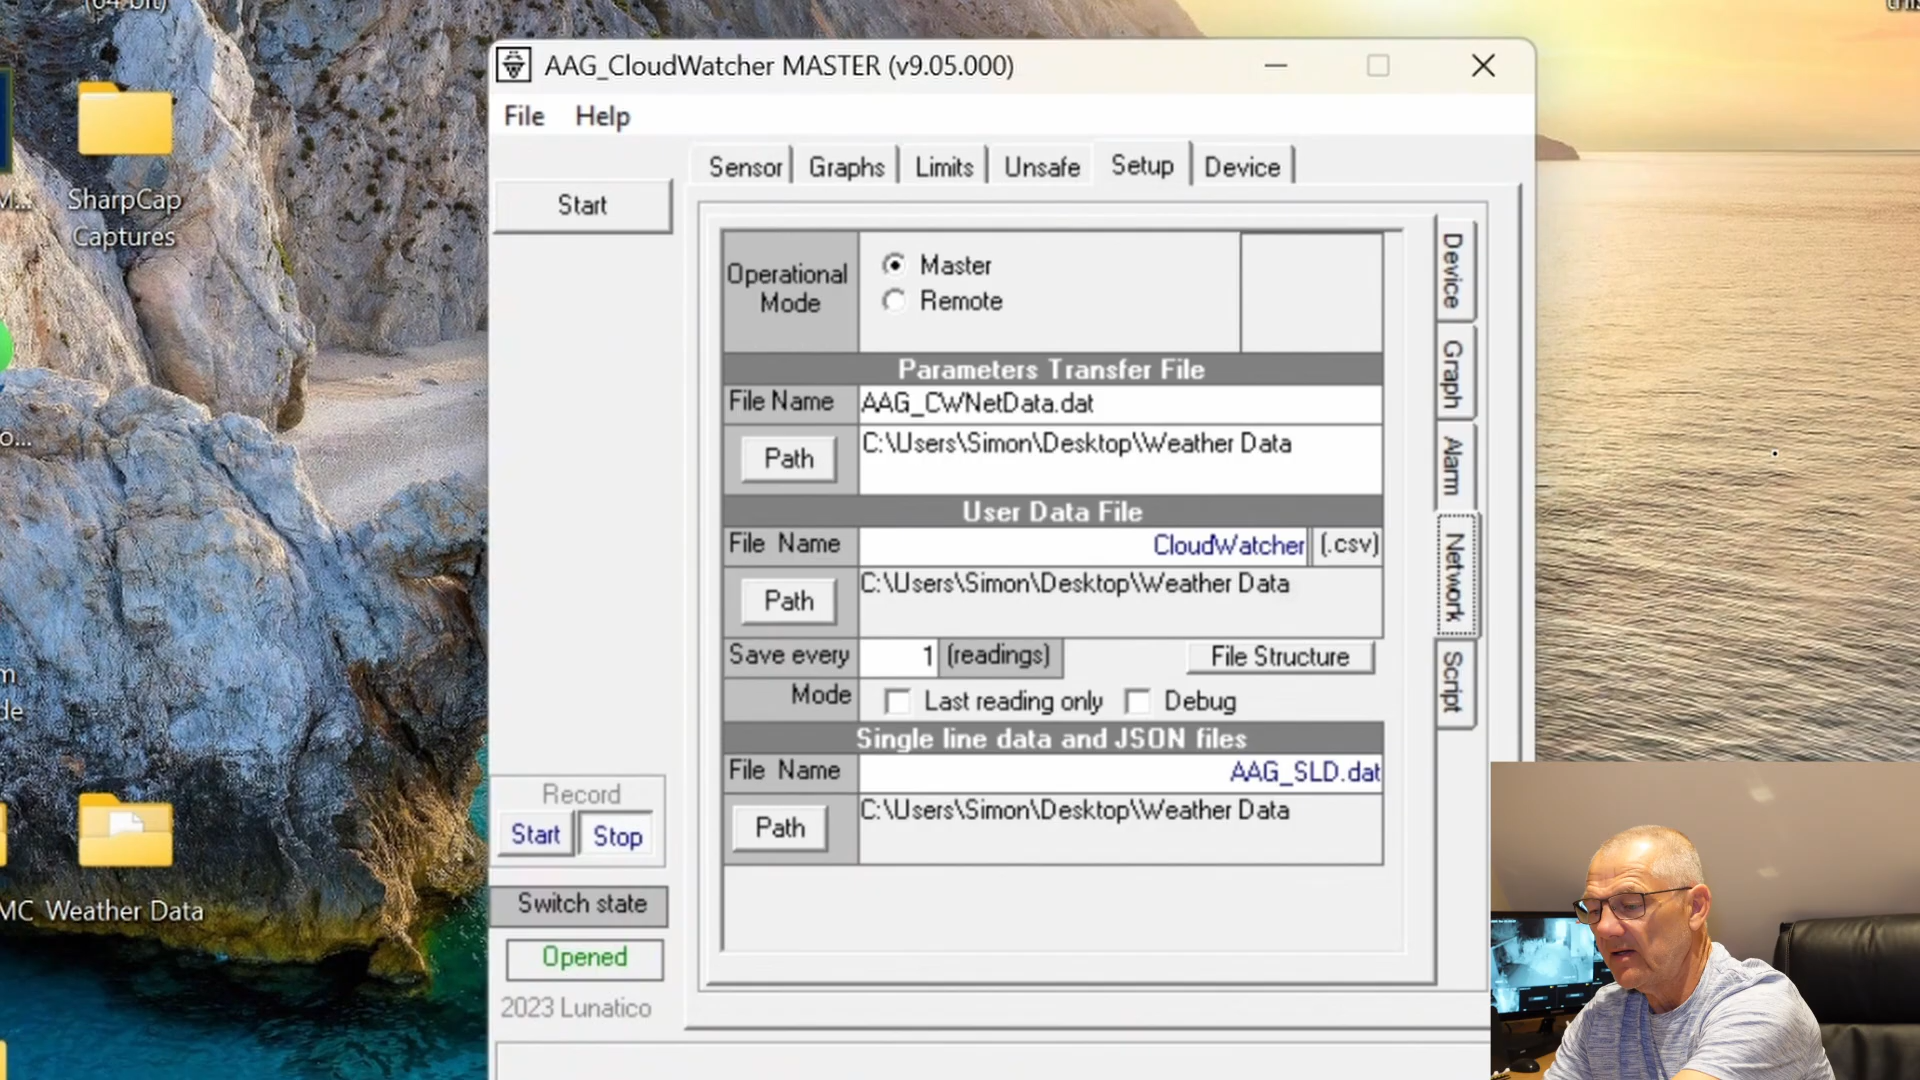 (64-bit)
SharpCap
Captures
AAG_CloudWatcher MASTER (v9.05.000)
File Help
Sensor Graphs Limits Unsafe Setup Device
Start
Operational
Mode
Master
Remote
Parameters Transfer File
File Name AAG_CWNetData.dat
Path C:\Users\Simon\Desktop\Weather Data
User Data File
File Name CloudWatcher (.csv)
Path C:\Users\Simon\Desktop\Weather Data
Save every 1 (readings) File Structure
Mode Last reading only Debug
Single line data and JSON files
File Name AAG_SLD.dat
Path C:\Users\Simon\Desktop\Weather Data
Device
Graph
Alarm
Network
Script
Record
Start Stop
Switch state
Opened
2023 Lunatico
MC Weather Data